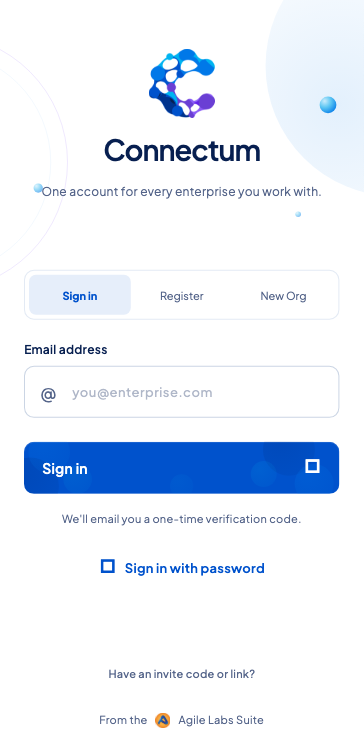 Connectum
One account for every enterprise you work with.
Sign in
Register
New Org
Email address
@ you@enterprise.com
Sign in
We'll email you a one-time verification code.
Sign in with password
Have an invite code or link?
From the Agile Labs Suite